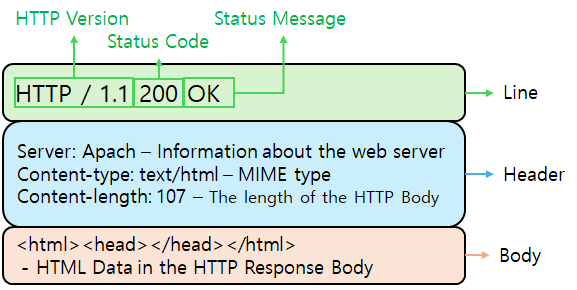 HTTP Version
Status Message
Status Code
HTTP / 1.1 200 OK
Line
Server: Apach – Information about the web server
Content-type: text/html – MIME type
Content-length: 107 – The length of the HTTP Body
Header
<html><head></head></html>
- HTML Data in the HTTP Response Body
Body